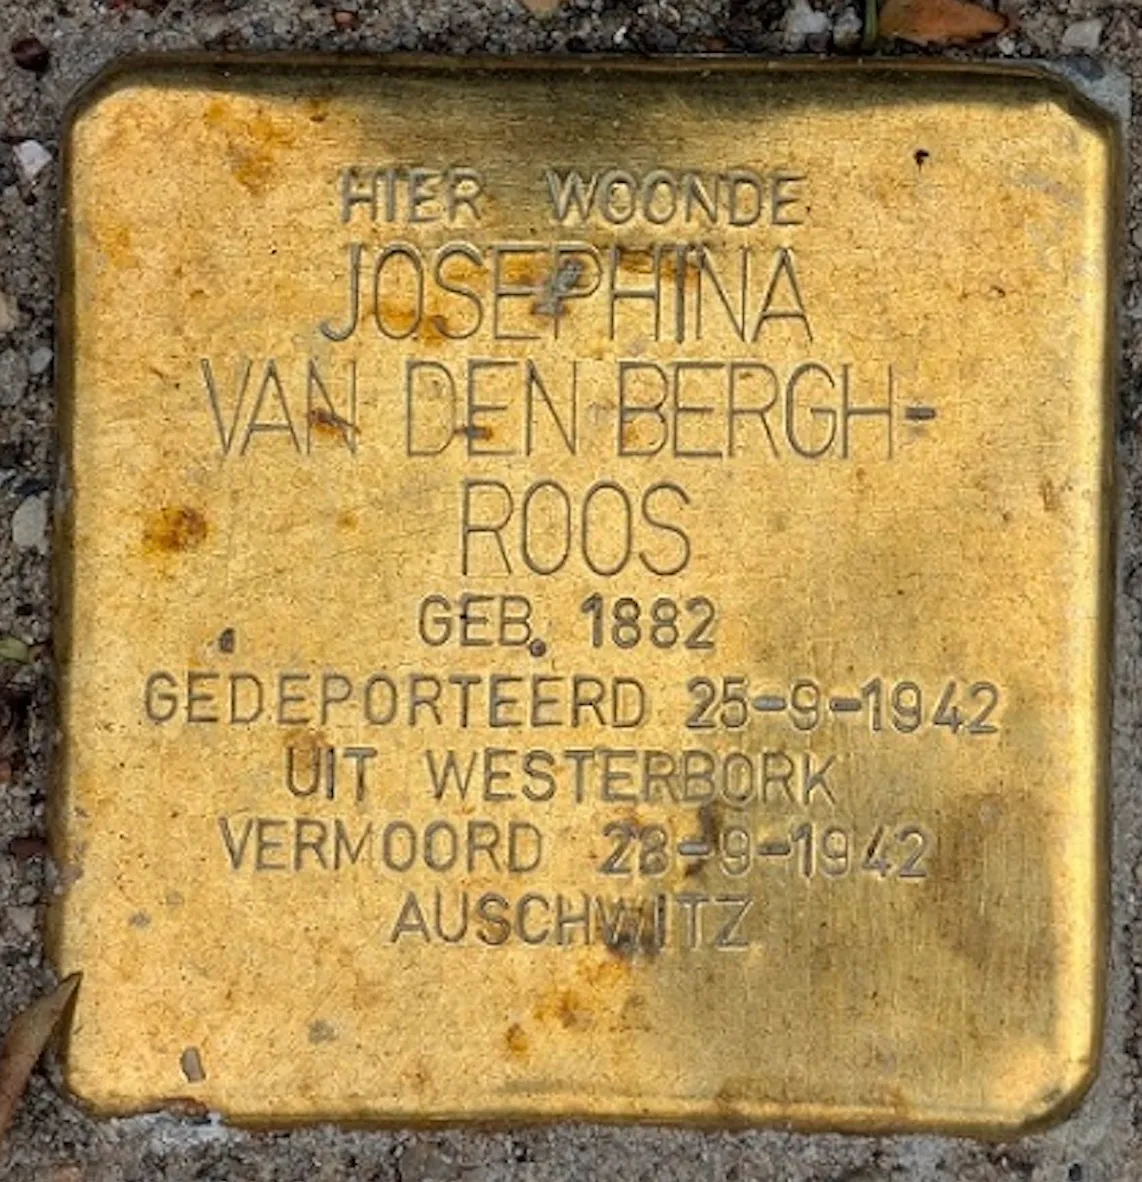 HIER WOONDE
JOSEPHINA
VAN DEN BERGH-
ROOS
GEB. 1882
GEDEPORTEERD 25-9-1942
UIT WESTERBORK
VERMOORD 28-9-1942
AUSCHWITZ